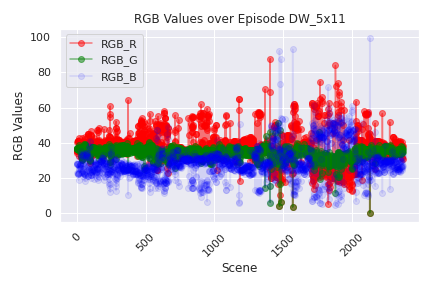 RGB Values over Episode DW_5x11
100
80
60
40
20
0
RGB Values
RGB_R
RGB_G
RGB_B
0
500
1000
1500
2000
Scene